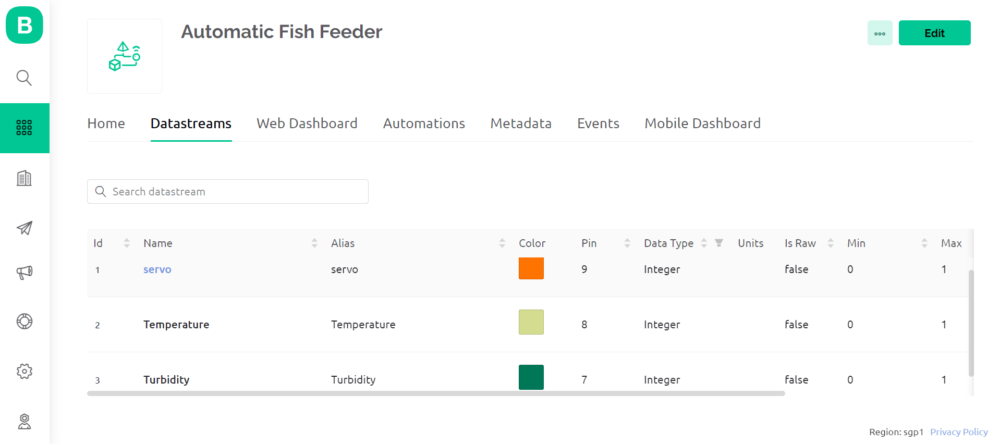 B
Automatic Fish Feeder
Edit
Home Datastreams Web Dashboard Automations Metadata Events Mobile Dashboard
Search datastream
Id Name Alias Color Pin Data Type Units Is Raw Min Max
1 servo servo 9 Integer false 0 1
2 Temperature Temperature 8 Integer false 0 1
3 Turbidity Turbidity 7 Integer false 0 1
Region: sgp1 Privacy Policy